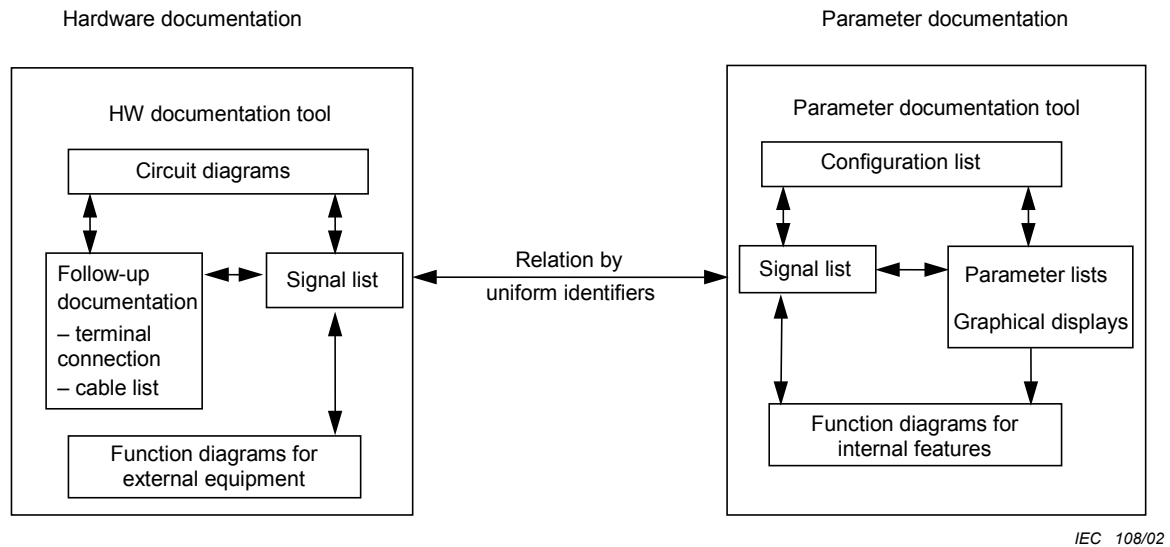 Hardware documentation
Parameter documentation
HW documentation tool
Circuit diagrams
Follow-up
documentation
– terminal
connection
– cable list
Signal list
Function diagrams for
external equipment
Relation by
uniform identifiers
Parameter documentation tool
Configuration list
Signal list
Parameter lists
Graphical displays
Function diagrams for
internal features
IEC 108/02